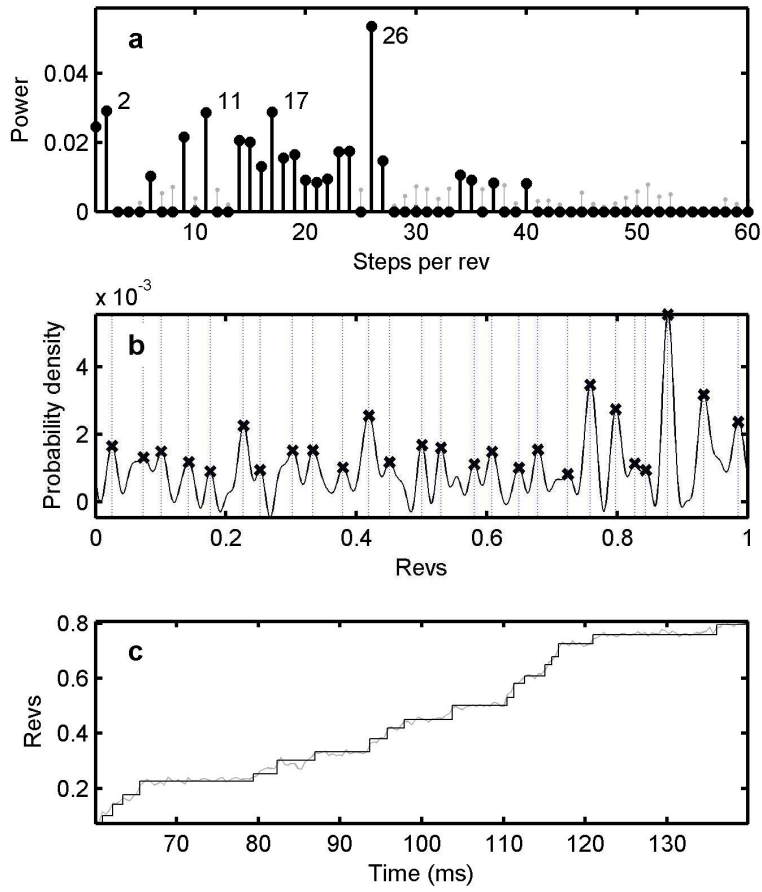 a
2
11
17
26
Power
0.04
0.02
0
10 20 30 40 50 60
Steps per rev
x 10-3
b
Probability density
4
2
0
0 0.2 0.4 0.6 0.8 1
Revs
c
Revs
0.8
0.6
0.4
0.2
70 80 90 100 110 120 130
Time (ms)